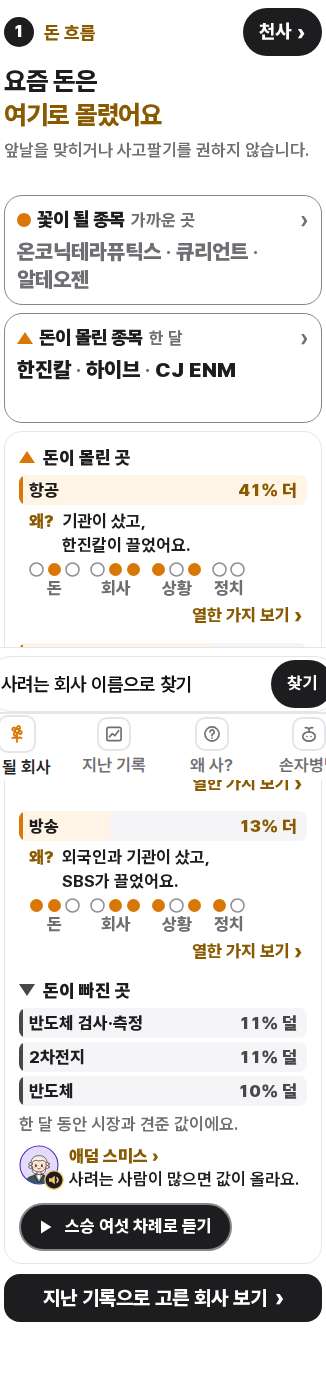 1 돈 흐름
천사 ›
요즘 돈은
여기로 몰렸어요
앞날을 맞히거나 사고팔기를 권하지 않습니다.
꽃이 될 종목 가까운 곳 ›
온코닉테라퓨틱스 · 큐리언트 ·
알테오젠
돈이 몰린 종목 한 달 ›
한진칼 · 하이브 · CJ ENM
▲ 돈이 몰린 곳
항공 41% 더
왜? 기관이 샀고,
한진칼이 끌었어요.
돈 회사 상황 정치
열한 가지 보기 ›
사려는 회사 이름으로 찾기 찾기
될 회사 지난 기록 왜 사? 손자병
열한 가지 보기 ›
방송 13% 더
왜? 외국인과 기관이 샀고,
SBS가 끌었어요.
돈 회사 상황 정치
열한 가지 보기 ›
▼ 돈이 빠진 곳
반도체 검사·측정 11% 덜
2차전지 11% 덜
반도체 10% 덜
한 달 동안 시장과 견준 값이에요.
애덤 스미스 ›
사려는 사람이 많으면 값이 올라요.
▶ 스승 여섯 차례로 듣기
지난 기록으로 고른 회사 보기 ›